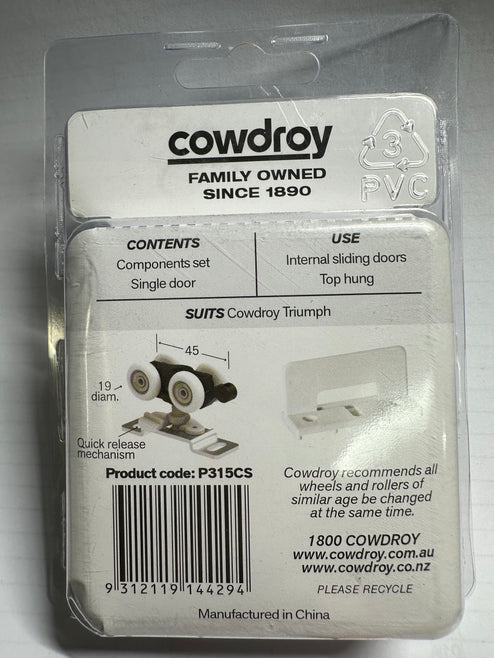 cowdroy
FAMILY OWNED
SINCE 1890
3
PVC
CONTENTS
Components set
Single door
USE
Internal sliding doors
Top hung
SUITS Cowdroy Triumph
45
19
diam.
Quick release
mechanism
Product code: P315CS
9 312119 144294
Cowdroy recommends all
wheels and rollers of
similar age be changed
at the same time.
1800 COWDROY
www.cowdroy.com.au
www.cowdroy.co.nz
PLEASE RECYCLE
Manufactured in China